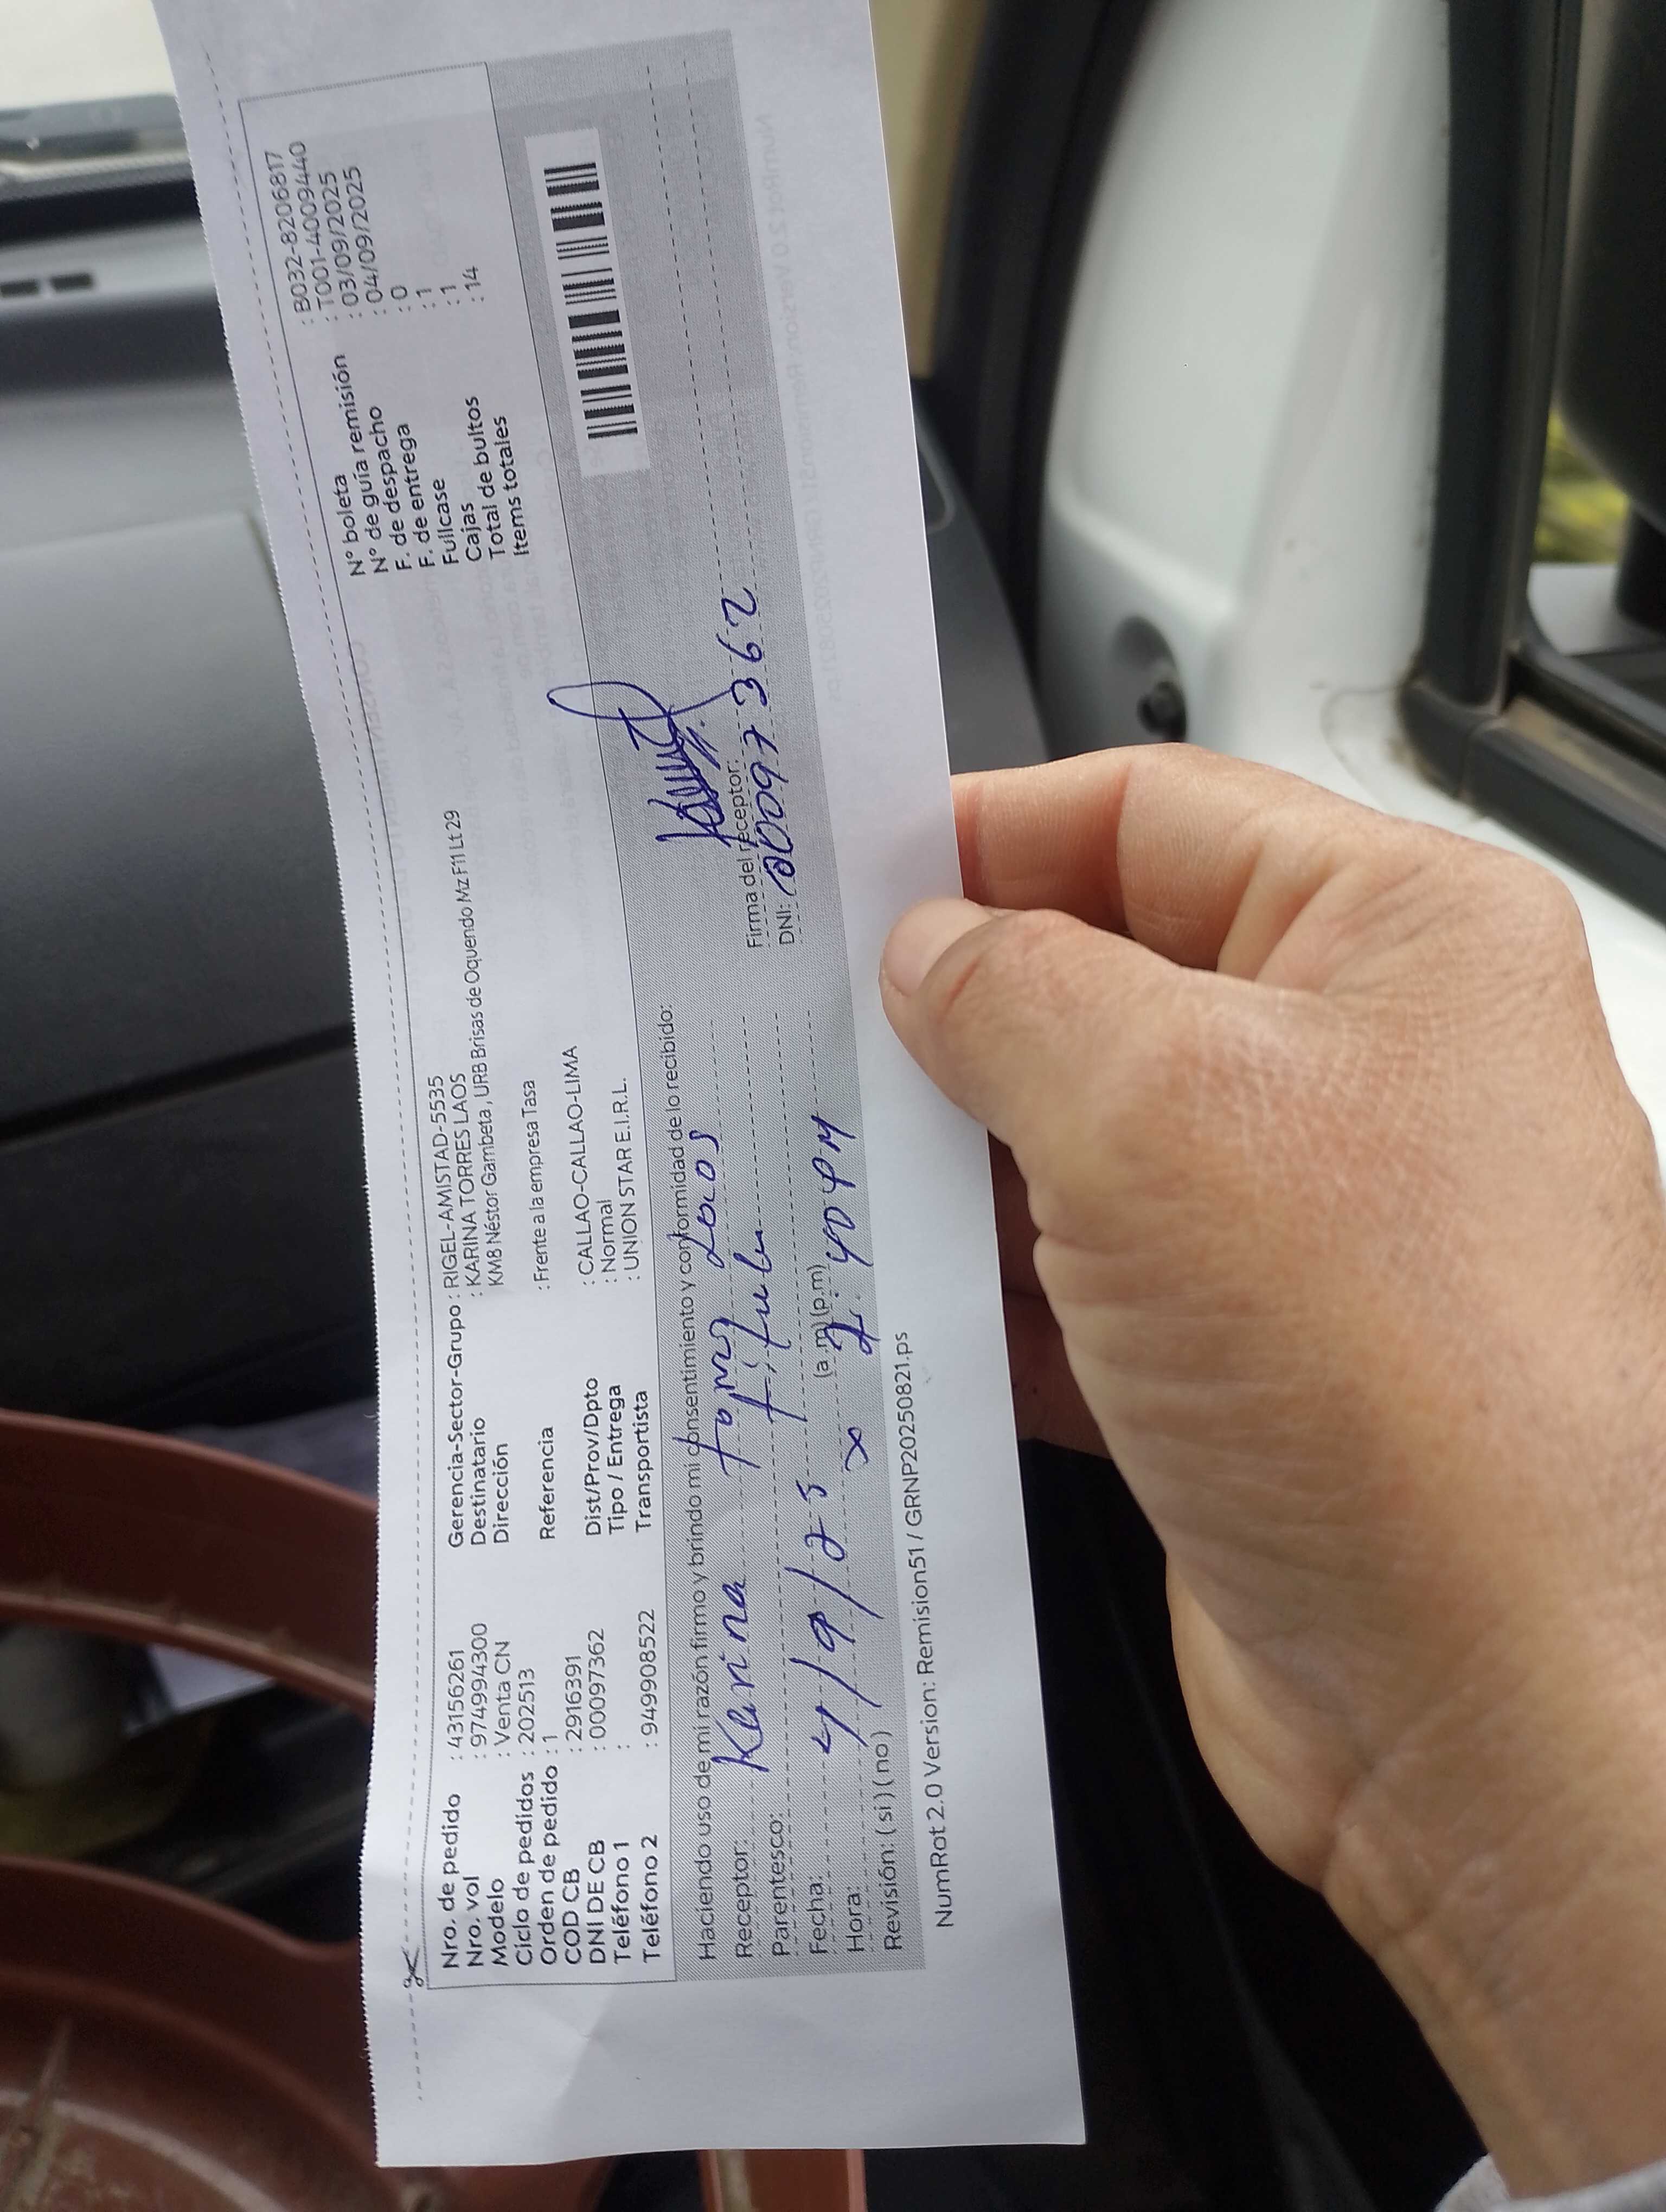 Nro. de pedido : 43156261
Nro. vol : 974994300
Modelo : Venta CN
Ciclo de pedidos : 202513
Orden de pedido : 1
COD CB : 2916391
DNI DE CB : 00097362
Teléfono 1 :
Teléfono 2 : 949908522
Gerencia-Sector-Grupo : RIGEL-AMISTAD-5535
Destinatario : KARINA TORRES LAOS
Dirección KM8 Néstor Gambeta , URB Brisas de Oquendo Mz F11 Lt 29
Referencia : Frente a la empresa Tasa
Dist/Prov/Dpto : CALLAO-CALLAO-LIMA
Tipo / Entrega : Normal
Transportista : UNION STAR E.I.R.L.
N° boleta : B032-8206817
N° de guía remisión : T001-4009440
F. de despacho : 03/09/2025
F. de entrega : 04/09/2025
Fullcase : 0
Cajas : 1
Total de bultos : 1
Items totales : 14
Haciendo uso de mi razón firmo y brindo mi consentimiento y conformidad de lo recibido:
Receptor: Karina Torres Laos
Parentesco: Titular
Fecha: 4/9/25
Hora: (a.m) (p.m) 2:40 PM
Revisión: ( si ) ( no ) x
Firma del receptor:
DNI: 00097362
NumRot 2.0 Version: Remision51 / GRNP20250821.ps